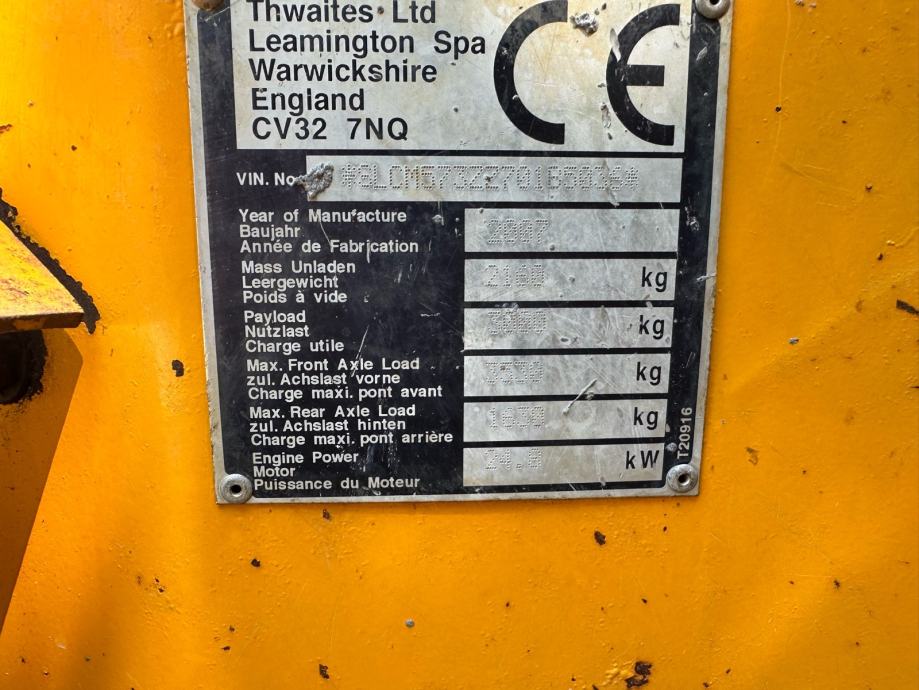 Thwaites Ltd
Leamington Spa
Warwickshire
England
CV32 7NQ
CE
VIN. No
Year of Manufacture
Baujahr 2007
Année de Fabrication
Mass Unladen
Leergewicht 2160 kg
Poids à vide
Payload
Nutzlast kg
Charge utile
Max. Front Axle Load
zul. Achslast vorne kg
Charge maxi. pont avant
Max. Rear Axle Load
zul. Achslast hinten 1630 kg
Charge maxi. pont arrière
Engine Power
Motor kW
Puissance du Moteur
T20916